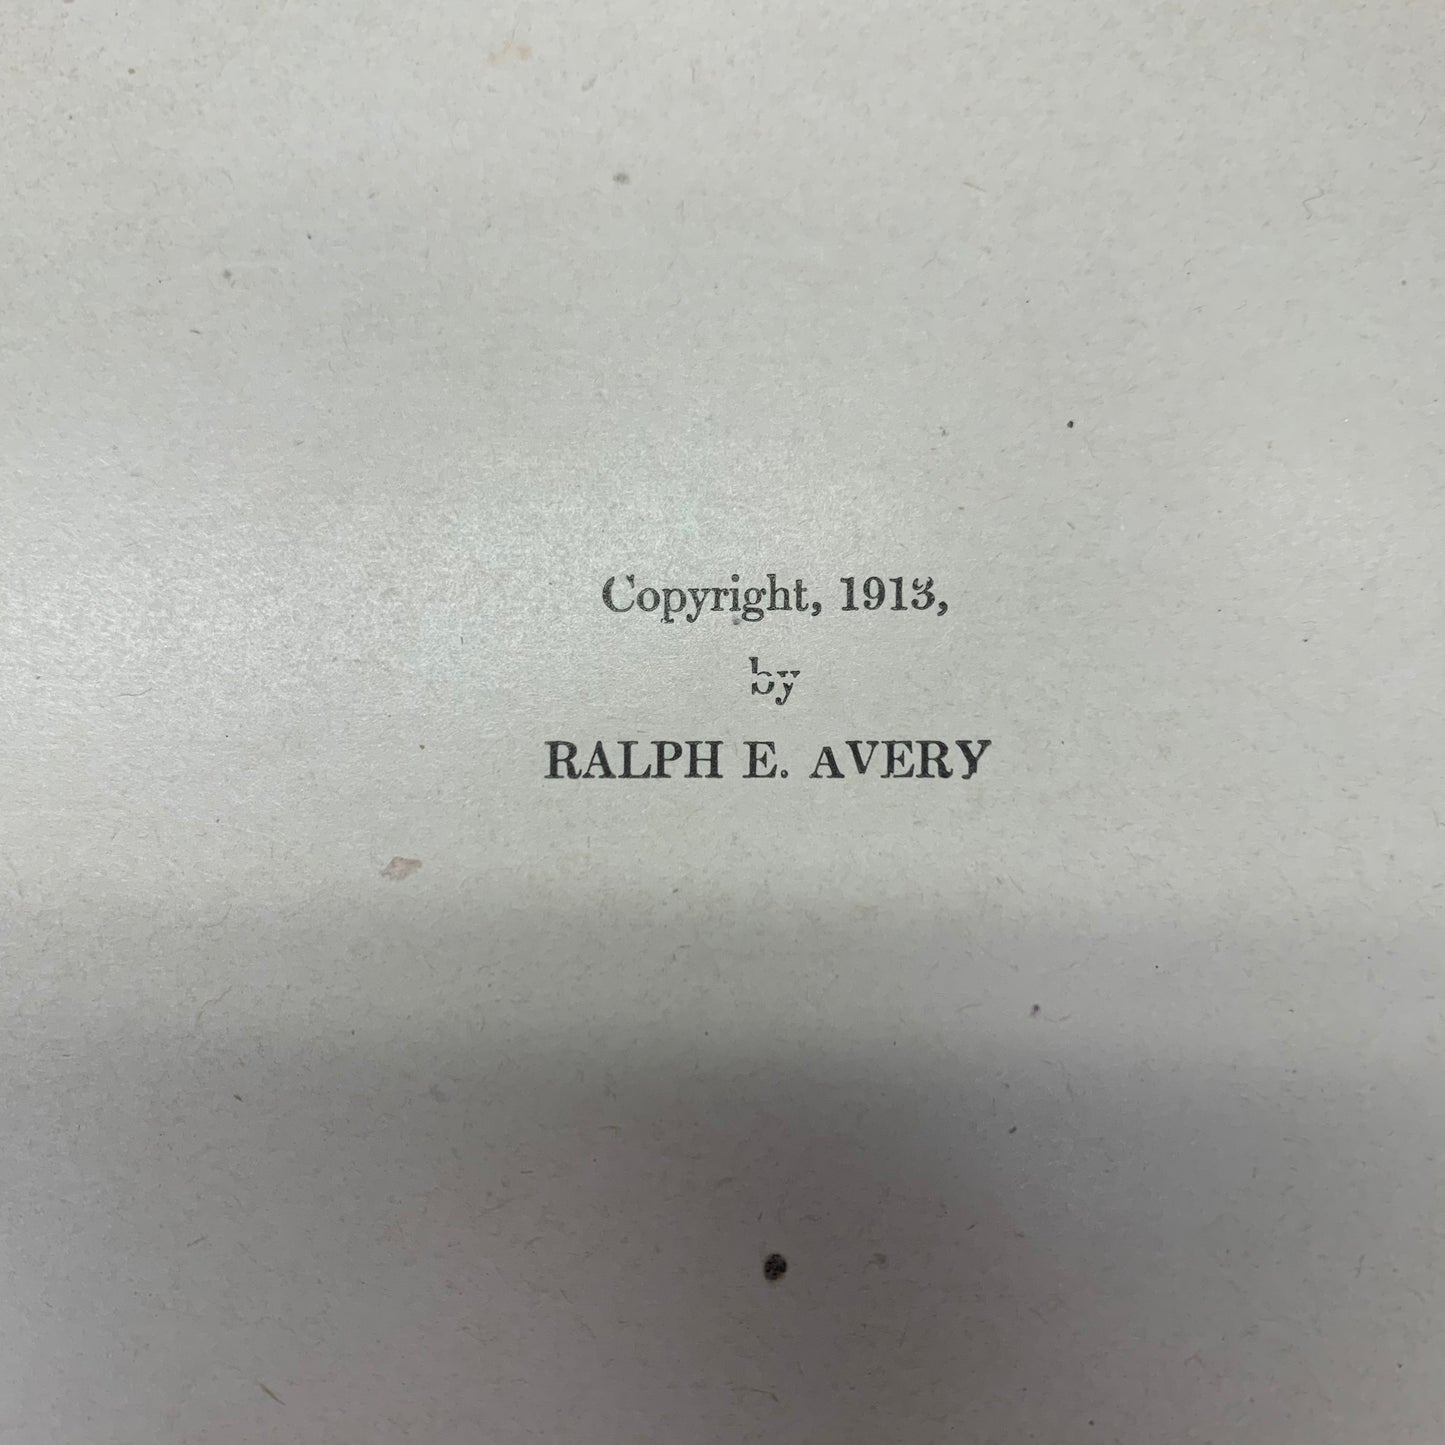 Copyright, 1913,
by
RALPH E. AVERY